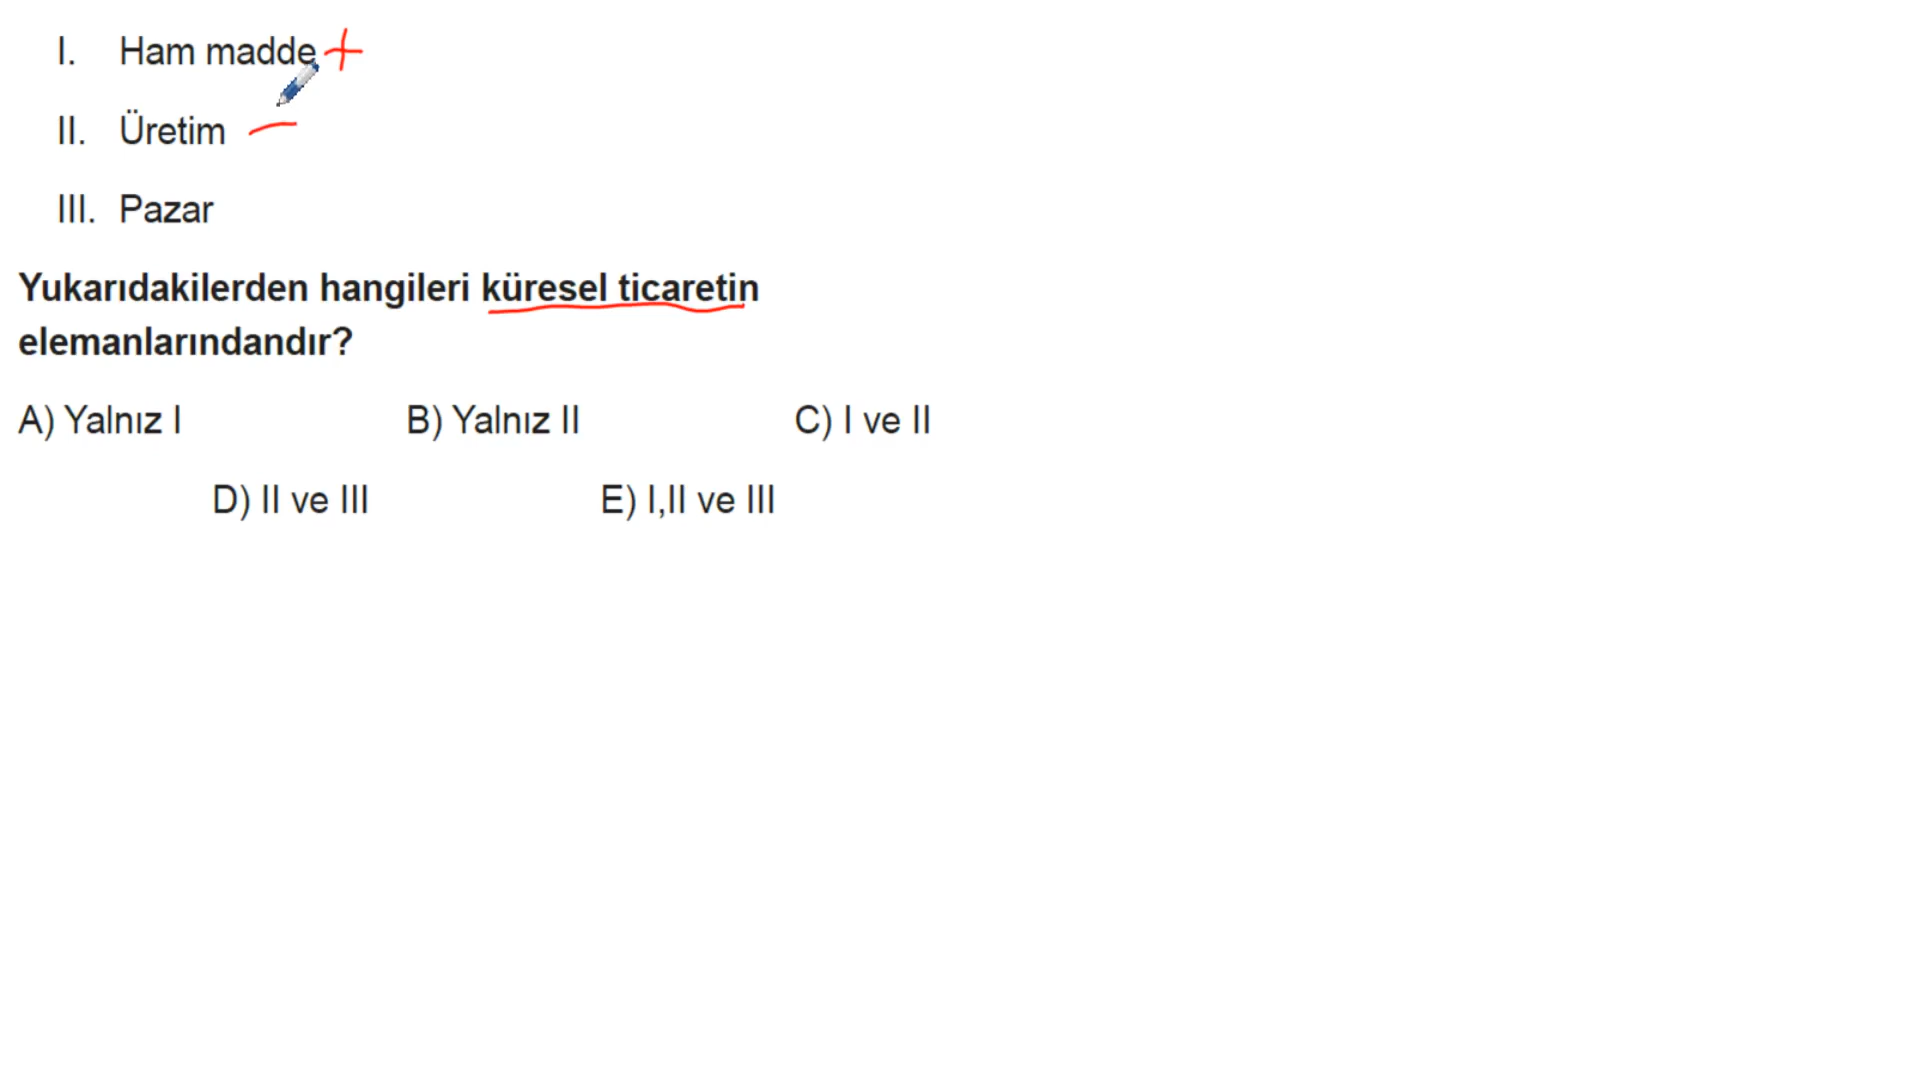 I. Ham madde +
II. Üretim –
III. Pazar
Yukarıdakilerden hangileri küresel ticaretin
elemanlarındandır?
A) Yalnız I B) Yalnız II C) I ve II
D) II ve III E) I,II ve III